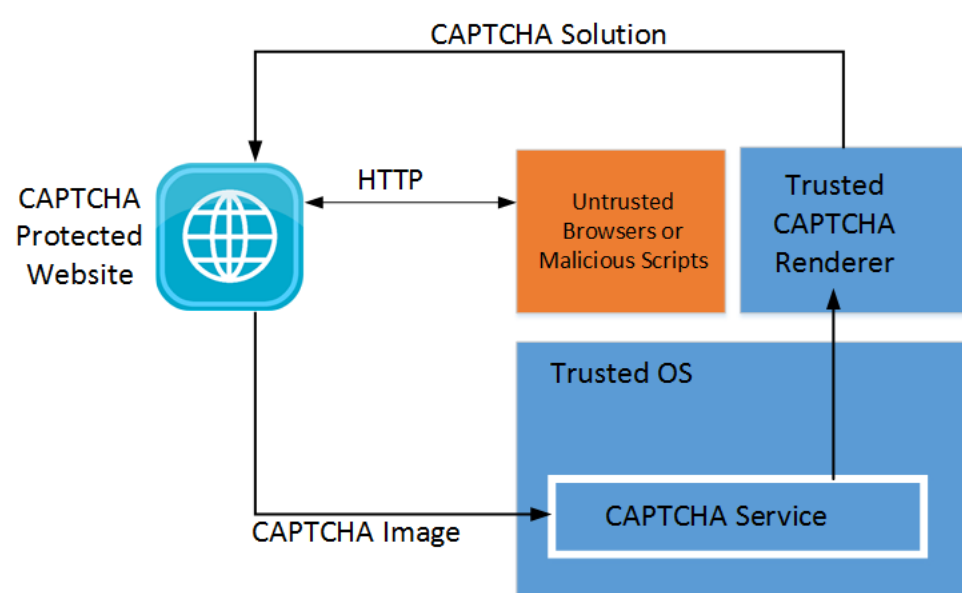 CAPTCHA Solution
CAPTCHA
Protected
Website
HTTP
Untrusted
Browsers or
Malicious Scripts
Trusted
CAPTCHA
Renderer
Trusted OS
CAPTCHA Service
CAPTCHA Image